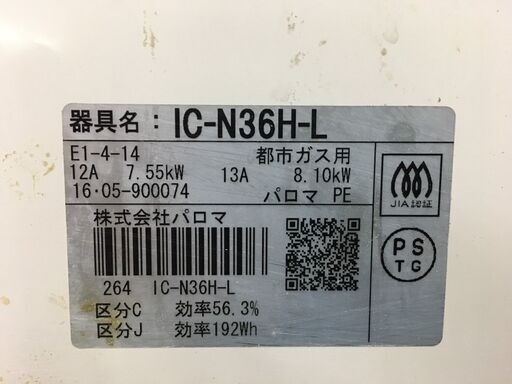 器具名: IC-N36H-L
E1-4-14 都市ガス用
12A 7.55kW 13A 8.10kW
16・05-900074 パロマ PE
株式会社パロマ
264 IC-N36H-L
区分C 効率56.3%
区分J 効率192Wh
JIA認証
PS
TG